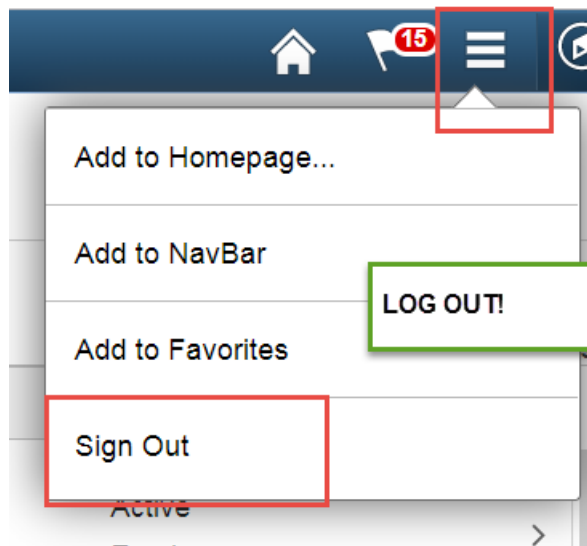 15
Add to Homepage...
Add to NavBar
LOG OUT!
Add to Favorites
Sign Out
Active